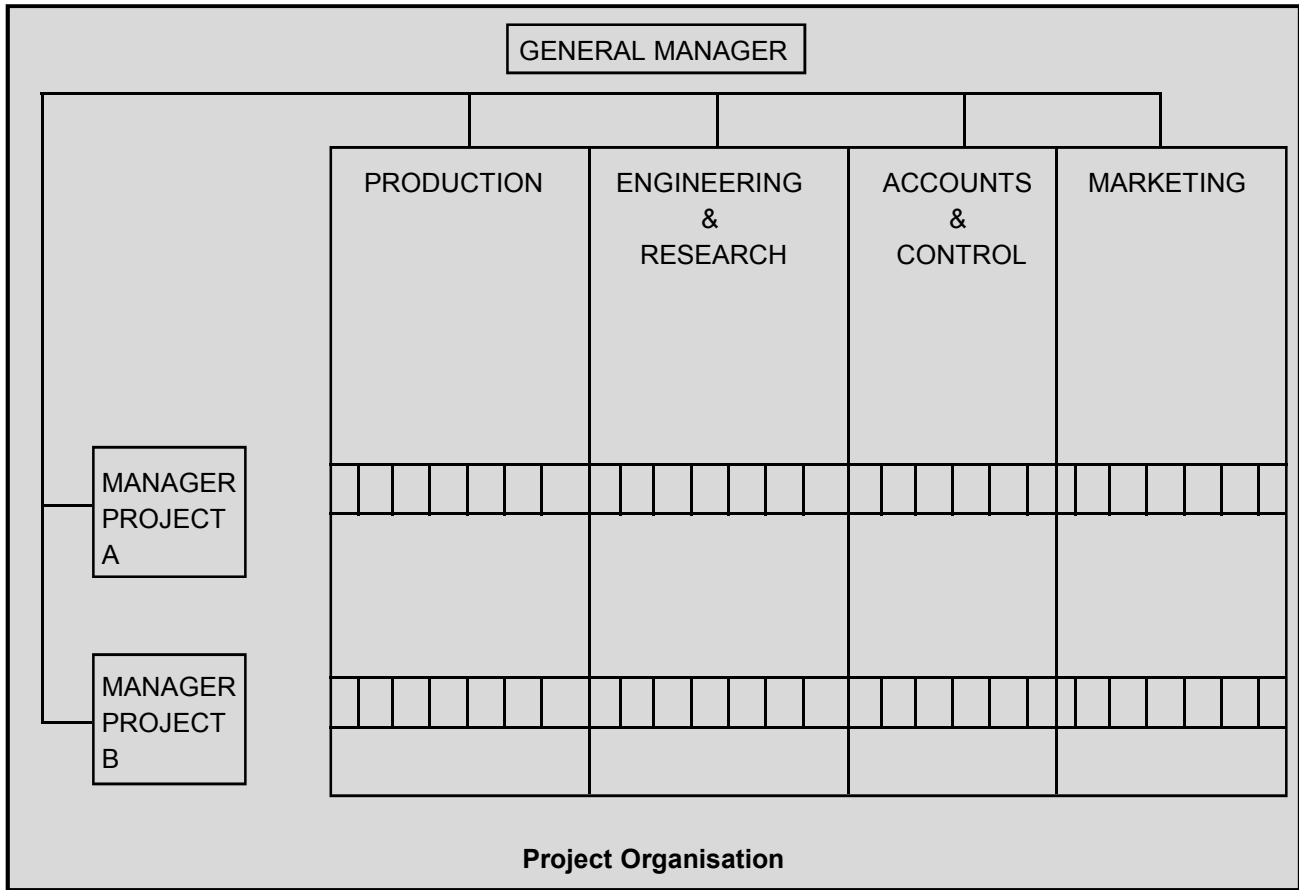 GENERAL MANAGER
PRODUCTION
ENGINEERING
&
RESEARCH
ACCOUNTS
&
CONTROL
MARKETING
MANAGER
PROJECT
A
MANAGER
PROJECT
B
Project Organisation